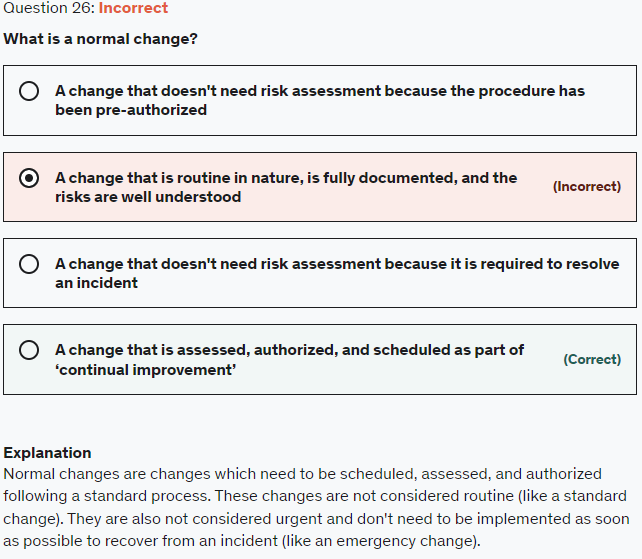 Question 26: Incorrect
What is a normal change?
A change that doesn't need risk assessment because the procedure has
been pre-authorized
A change that is routine in nature, is fully documented, and the
risks are well understood
(Incorrect)
A change that doesn't need risk assessment because it is required to resolve
an incident
A change that is assessed, authorized, and scheduled as part of
‘continual improvement’
(Correct)
Explanation
Normal changes are changes which need to be scheduled, assessed, and authorized
following a standard process. These changes are not considered routine (like a standard
change). They are also not considered urgent and don't need to be implemented as soon
as possible to recover from an incident (like an emergency change).